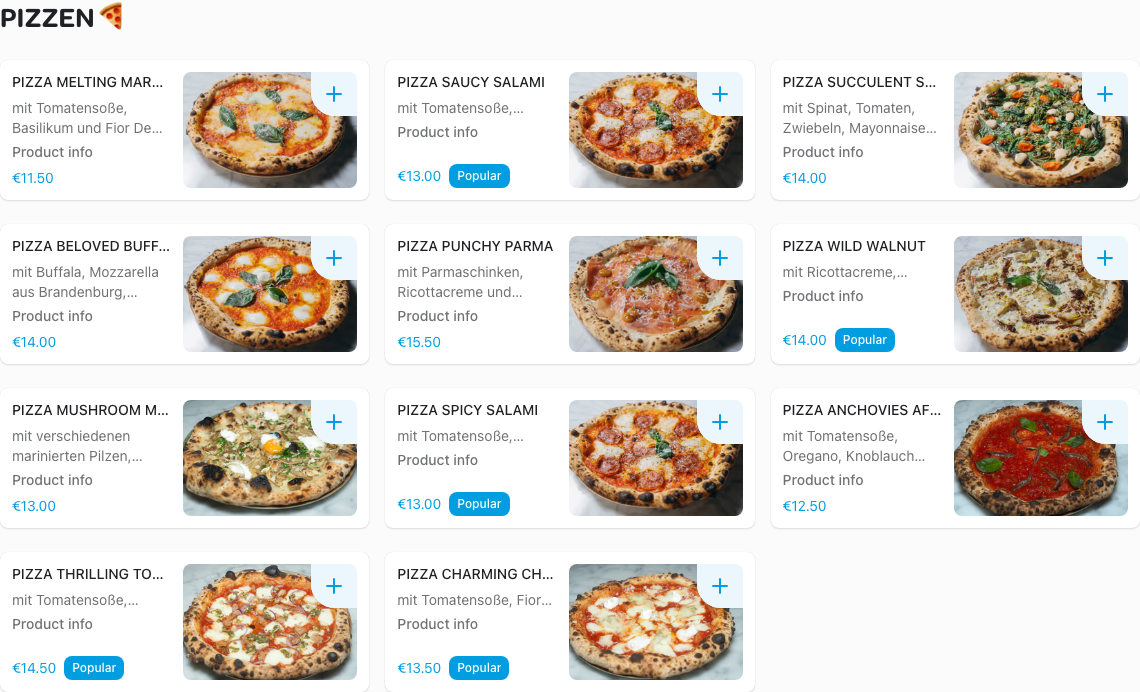 PIZZEN
PIZZA MELTING MAR...
mit Tomatensoße,
Basilikum und Fior De...
Product info
€11.50
PIZZA SAUCY SALAMI
mit Tomatensoße,...
Product info
€13.00 Popular
PIZZA SUCCULENT S...
mit Spinat, Tomaten,
Zwiebeln, Mayonnaise...
Product info
€14.00
PIZZA BELOVED BUFF...
mit Buffala, Mozzarella
aus Brandenburg,...
Product info
€14.00
PIZZA PUNCHY PARMA
mit Parmaschinken,
Ricottacreme und...
Product info
€15.50
PIZZA WILD WALNUT
mit Ricottacreme,...
Product info
€14.00 Popular
PIZZA MUSHROOM M...
mit verschiedenen
marinierten Pilzen,...
Product info
€13.00
PIZZA SPICY SALAMI
mit Tomatensoße,...
Product info
€13.00 Popular
PIZZA ANCHOVIES AF...
mit Tomatensoße,
Oregano, Knoblauch...
Product info
€12.50
PIZZA THRILLING TO...
mit Tomatensoße,...
Product info
€14.50 Popular
PIZZA CHARMING CH...
mit Tomatensoße, Fior...
Product info
€13.50 Popular